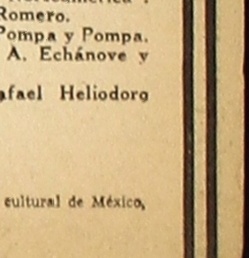 Romero.
Pompa y Pompa.
A. Echánove y
afael Heliodoro
cultural de México,